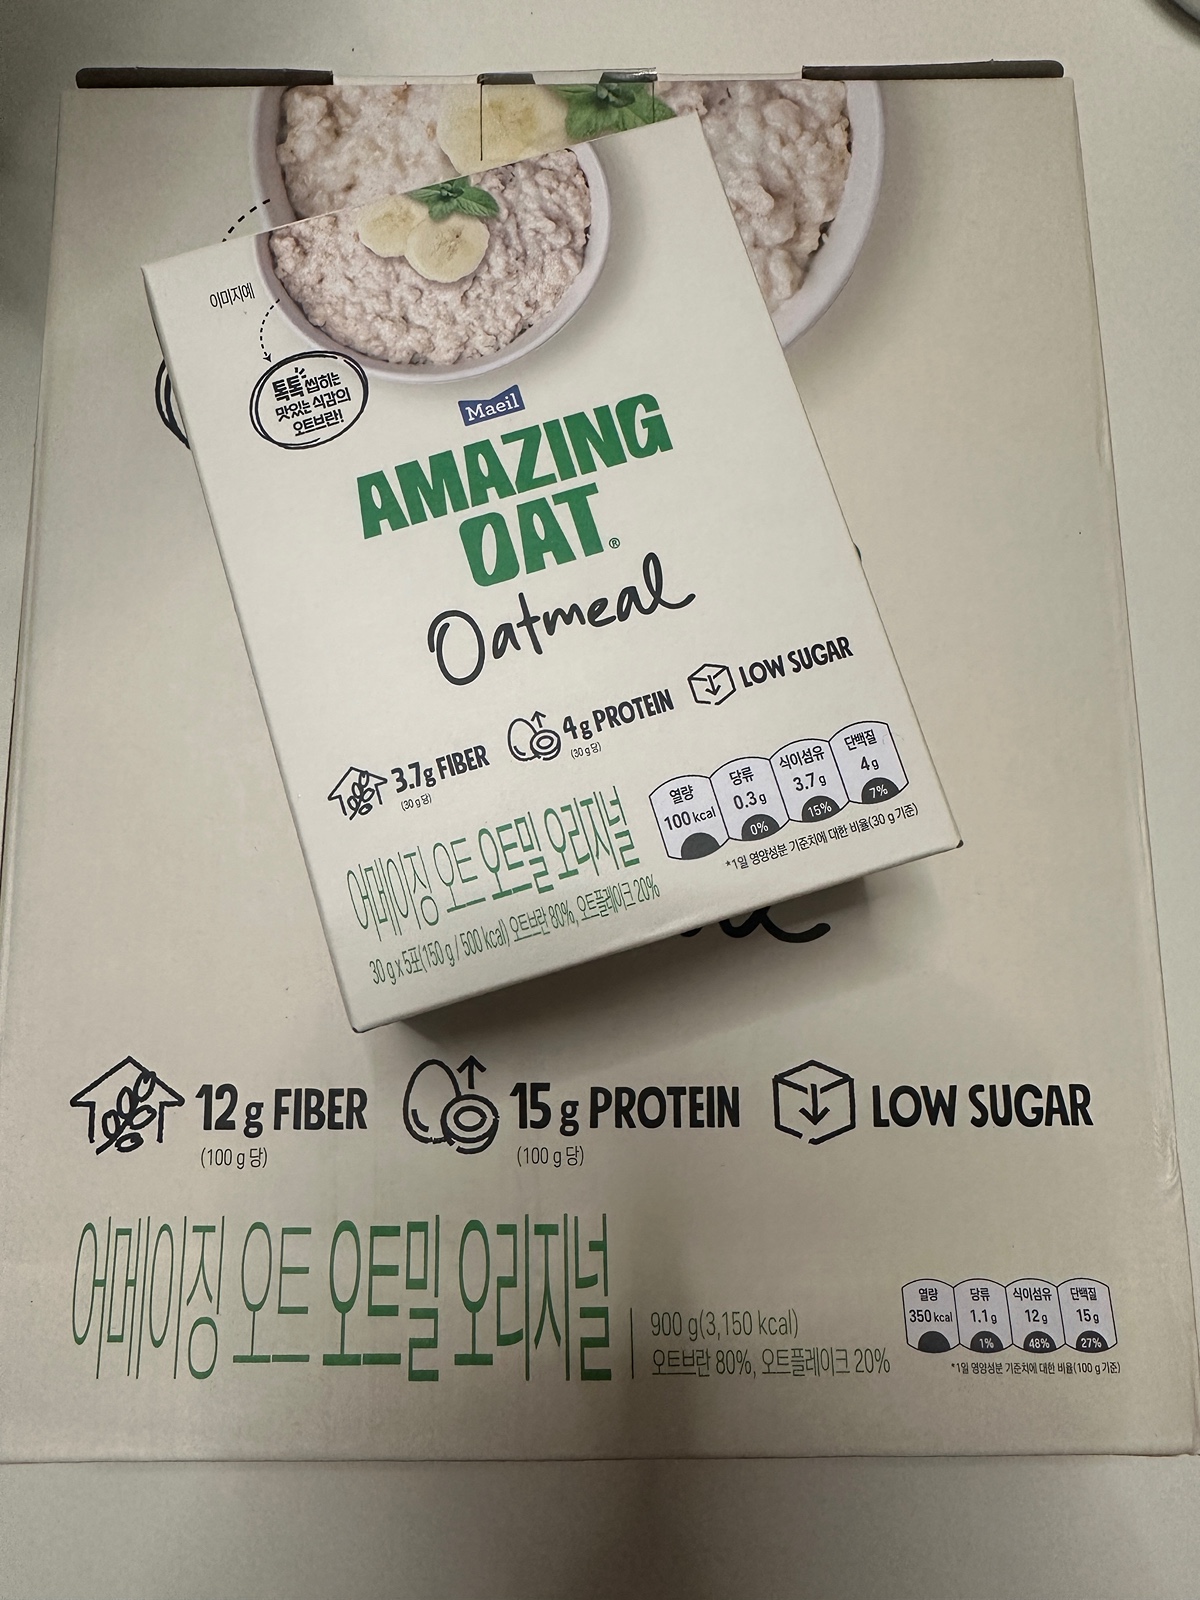 이미지에
톡톡 씹히는
맛있는 식감의
오트브란!
Maeil
AMAZING
OAT®
Oatmeal
3.7g FIBER
(30 g당)
4g PROTEIN
(30 g당)
LOW SUGAR
어메이징 오트 오트밀 오리지널
30 g x 5포(150 g / 500 kcal) 오트브란 80%, 오트플레이크 20%
열량 100 kcal
당류 0.3 g 0%
식이섬유 3.7 g 15%
단백질 4 g 7%
*1일 영양성분 기준치에 대한 비율(30 g 기준)
12 g FIBER
(100 g 당)
15 g PROTEIN
(100 g 당)
LOW SUGAR
어메이징 오트 오트밀 오리지널
900 g(3,150 kcal)
오트브란 80%, 오트플레이크 20%
열량 350 kcal
당류 1.1 g 1%
식이섬유 12 g 48%
단백질 15 g 27%
*1일 영양성분 기준치에 대한 비율(100 g 기준)